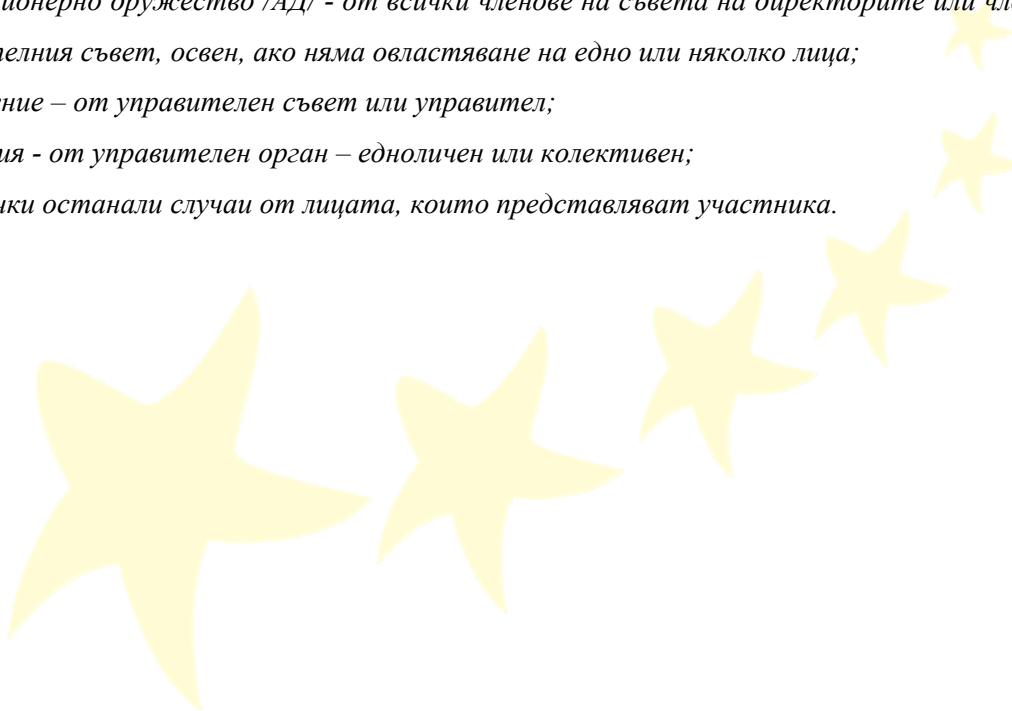 ционерно дружество /АД/ - от всички членове на съвета на директорите или чл
телния съвет, освен, ако няма овластяване на едно или няколко лица;
ние – от управителен съвет или управител;
ия - от управителен орган – едноличен или колективен;
чки останали случаи от лицата, които представляват участника.